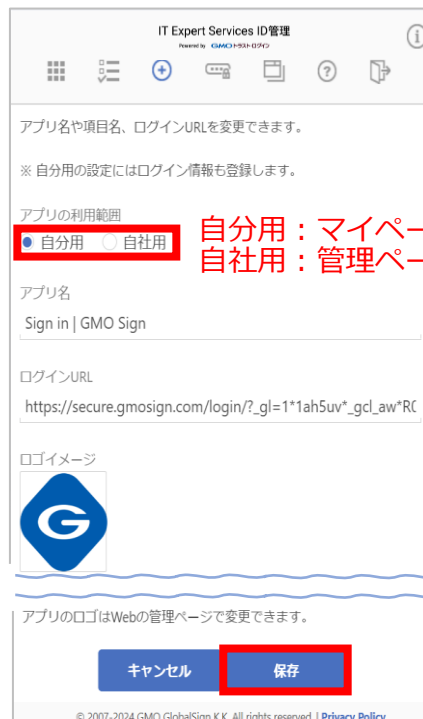 IT Expert Services ID管理
Powered by GMOトラスト・ログイン
アプリ名や項目名、ログインURLを変更できます。
※ 自分用の設定にはログイン情報も登録します。
アプリの利用範囲
自分用 自社用
自分用：マイペー
自社用：管理ペー
アプリ名
Sign in | GMO Sign
ログインURL
https://secure.gmosign.com/login/?_gl=1*1ah5uv*_gcl_aw*R0
ロゴイメージ
G
アプリのロゴはWebの管理ページで変更できます。
キャンセル 保存
© 2007-2024 GMO GlobalSign K.K. All rights reserved. | Privacy Policy